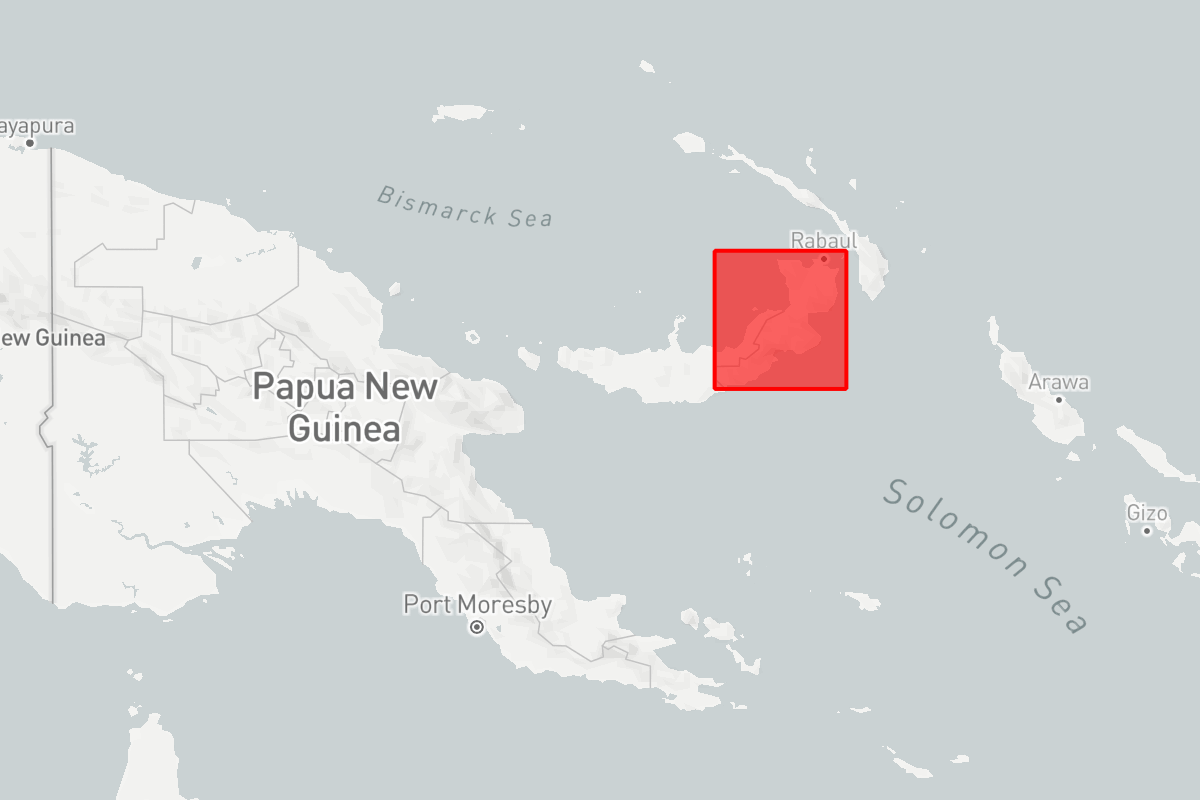 ayapura
Bismarck Sea
Rabaul
ew Guinea
Papua New
Guinea
Arawa
Solomon Sea
Gizo
Port Moresby